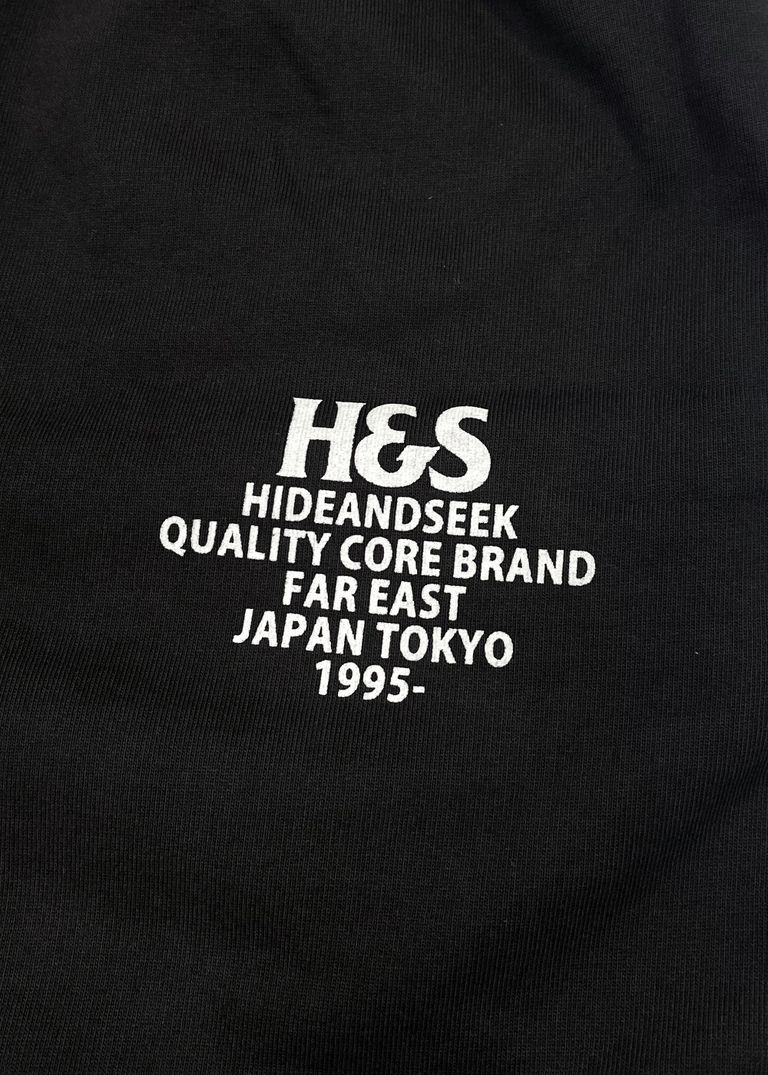 H&S
HIDEANDSEEK
QUALITY CORE BRAND
FAR EAST
JAPAN TOKYO
1995-